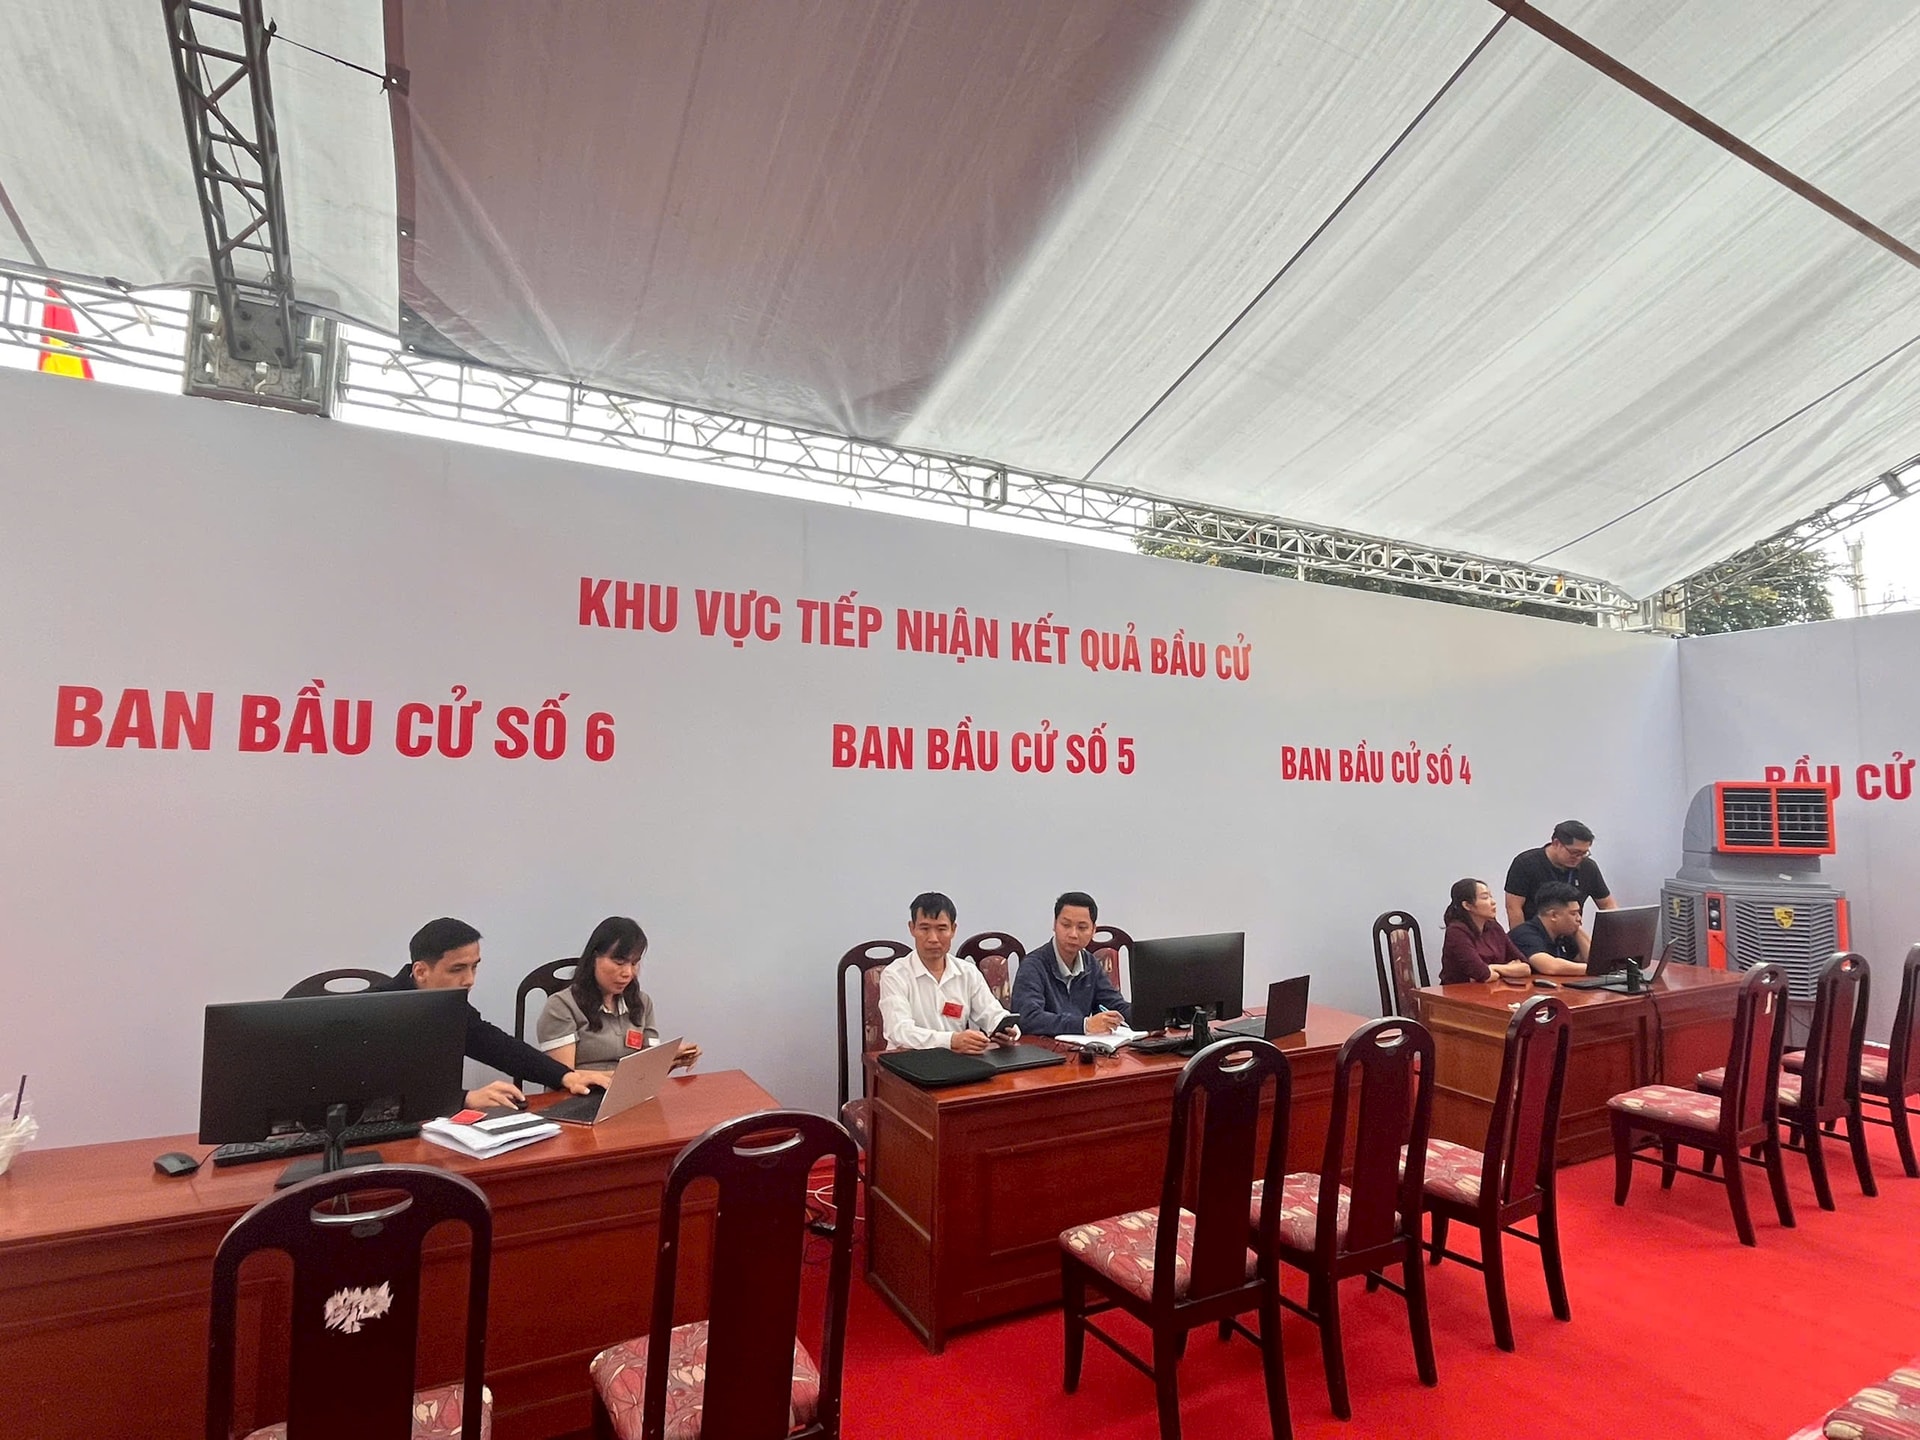 KHU VỰC TIẾP NHẬN KẾT QUẢ BẦU CỬ
BAN BẦU CỬ SỐ 6
BAN BẦU CỬ SỐ 5
BAN BẦU CỬ SỐ 4
BẦU CỬ